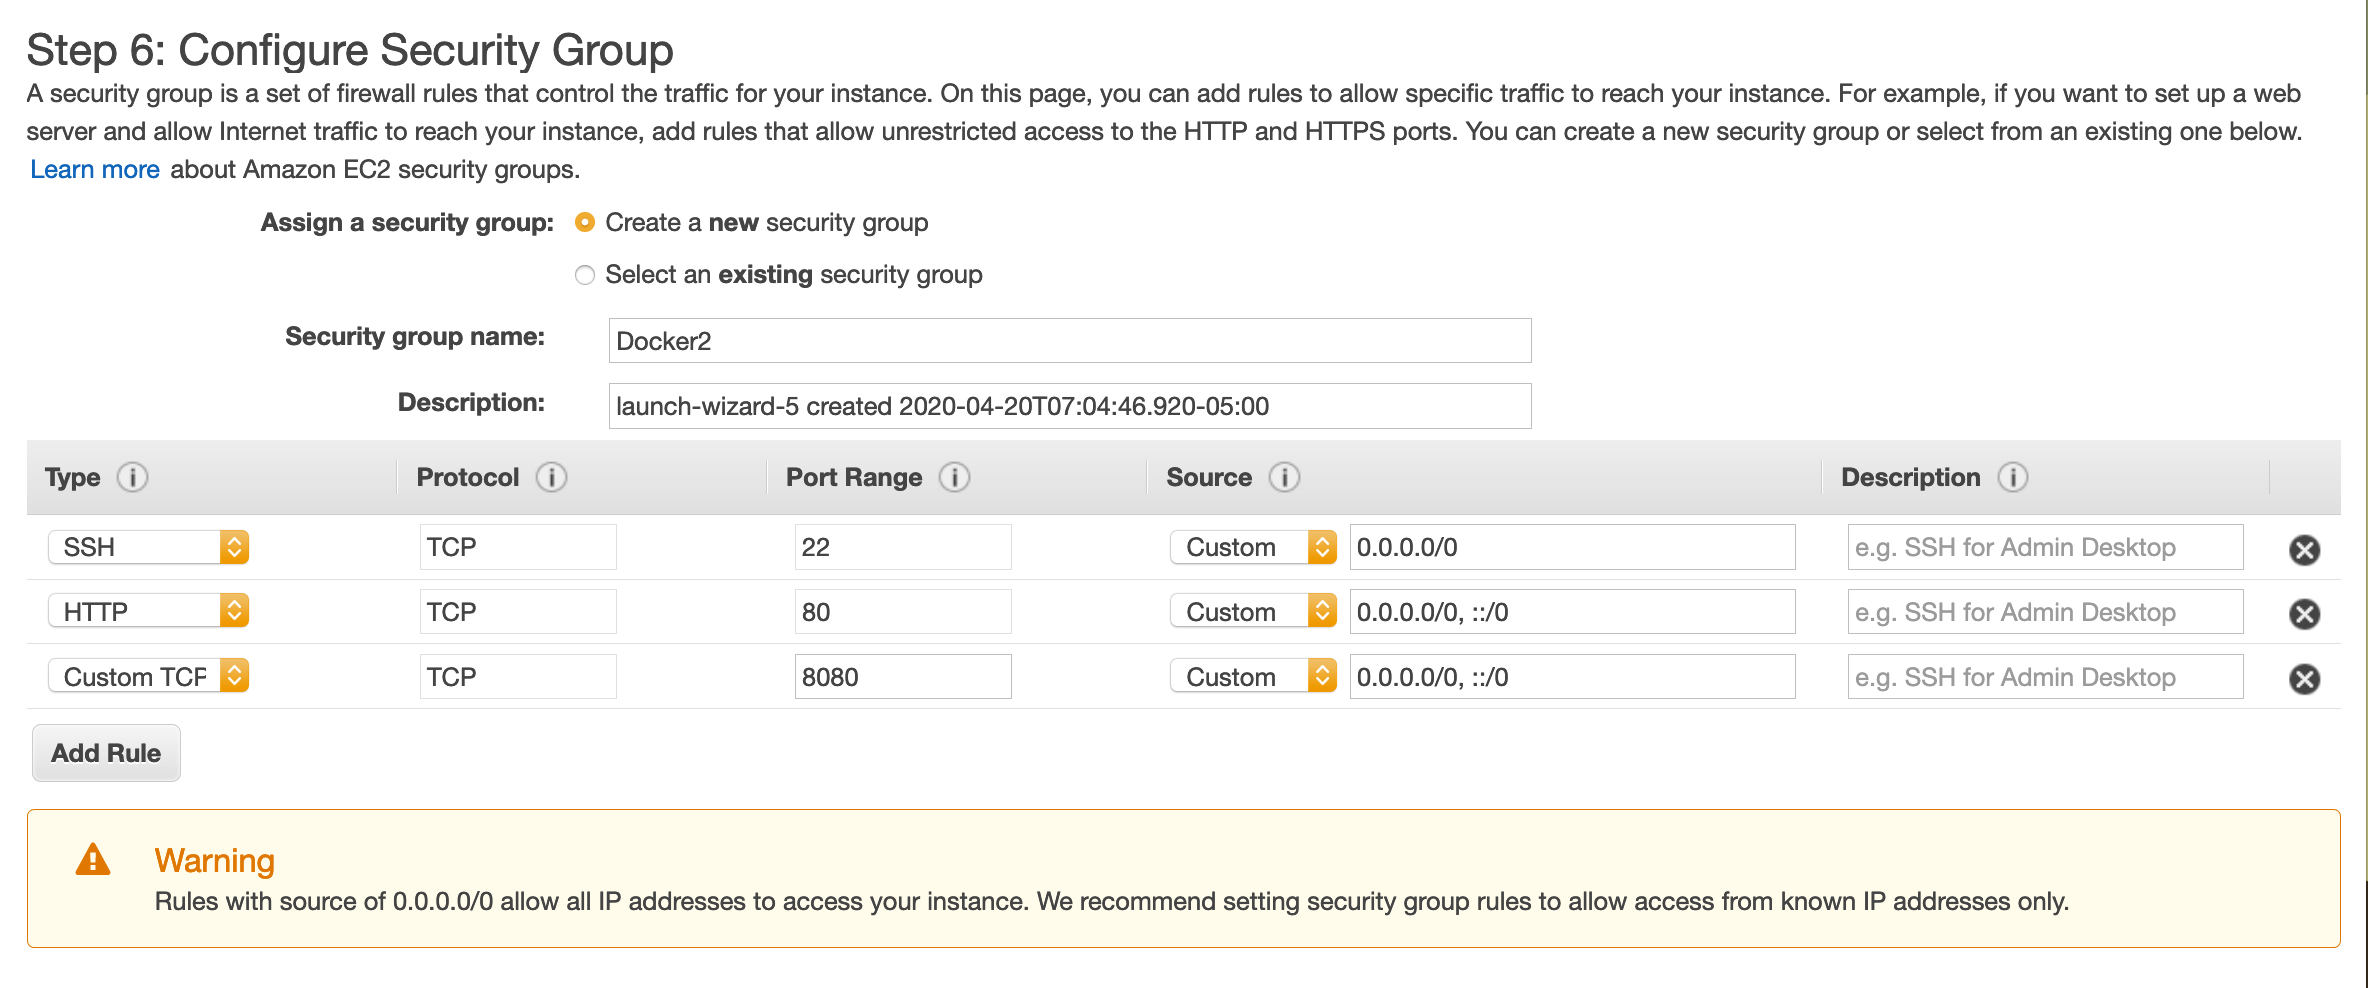 Step 6: Configure Security Group
A security group is a set of firewall rules that control the traffic for your instance. On this page, you can add rules to allow specific traffic to reach your instance. For example, if you want to set up a web
server and allow Internet traffic to reach your instance, add rules that allow unrestricted access to the HTTP and HTTPS ports. You can create a new security group or select from an existing one below.
Learn more about Amazon EC2 security groups.
Assign a security group: Create a new security group
Select an existing security group
Security group name: Docker2
Description: launch-wizard-5 created 2020-04-20T07:04:46.920-05:00
Type i Protocol i Port Range i Source i Description i
SSH TCP 22 Custom 0.0.0.0/0 e.g. SSH for Admin Desktop
HTTP TCP 80 Custom 0.0.0.0/0, ::/0 e.g. SSH for Admin Desktop
Custom TCP TCP 8080 Custom 0.0.0.0/0, ::/0 e.g. SSH for Admin Desktop
Add Rule
Warning
Rules with source of 0.0.0.0/0 allow all IP addresses to access your instance. We recommend setting security group rules to allow access from known IP addresses only.